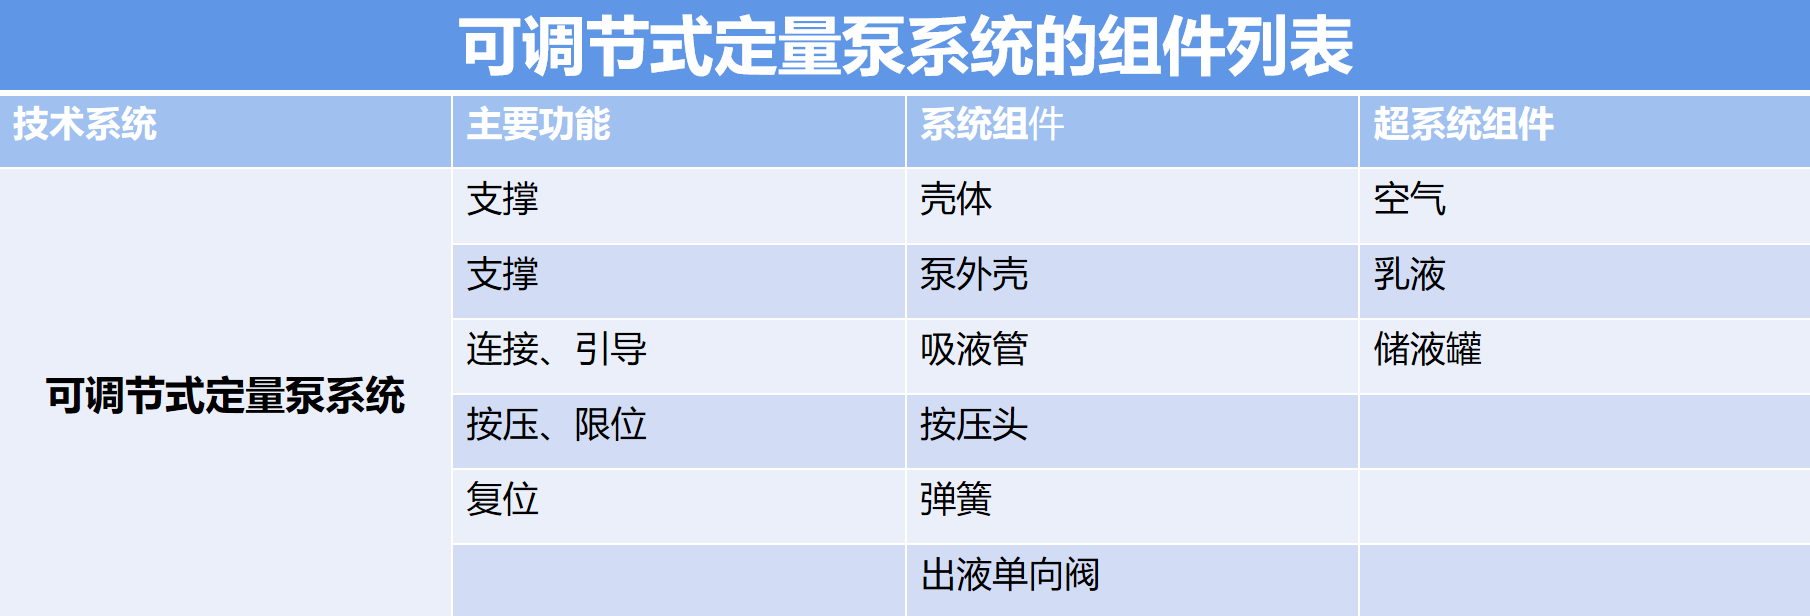 可调节式定量泵系统的组件列表
技术系统 主要功能 系统组件 超系统组件
支撑 壳体 空气
支撑 泵外壳 乳液
连接、引导 吸液管 储液罐
可调节式定量泵系统
按压、限位 按压头
复位 弹簧
出液单向阀